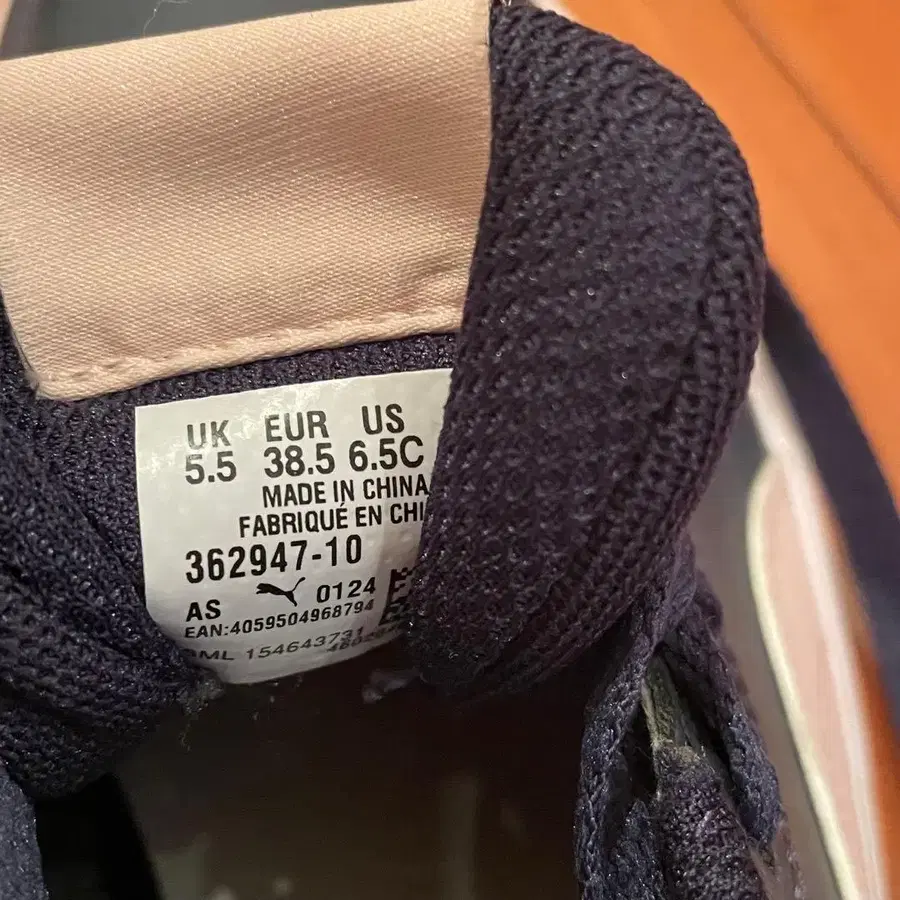 UK EUR US
5.5 38.5 6.5C
MADE IN CHINA
FABRIQUÉ EN CHI
362947-10
AS 0124
EAN:4059504968794
154643731